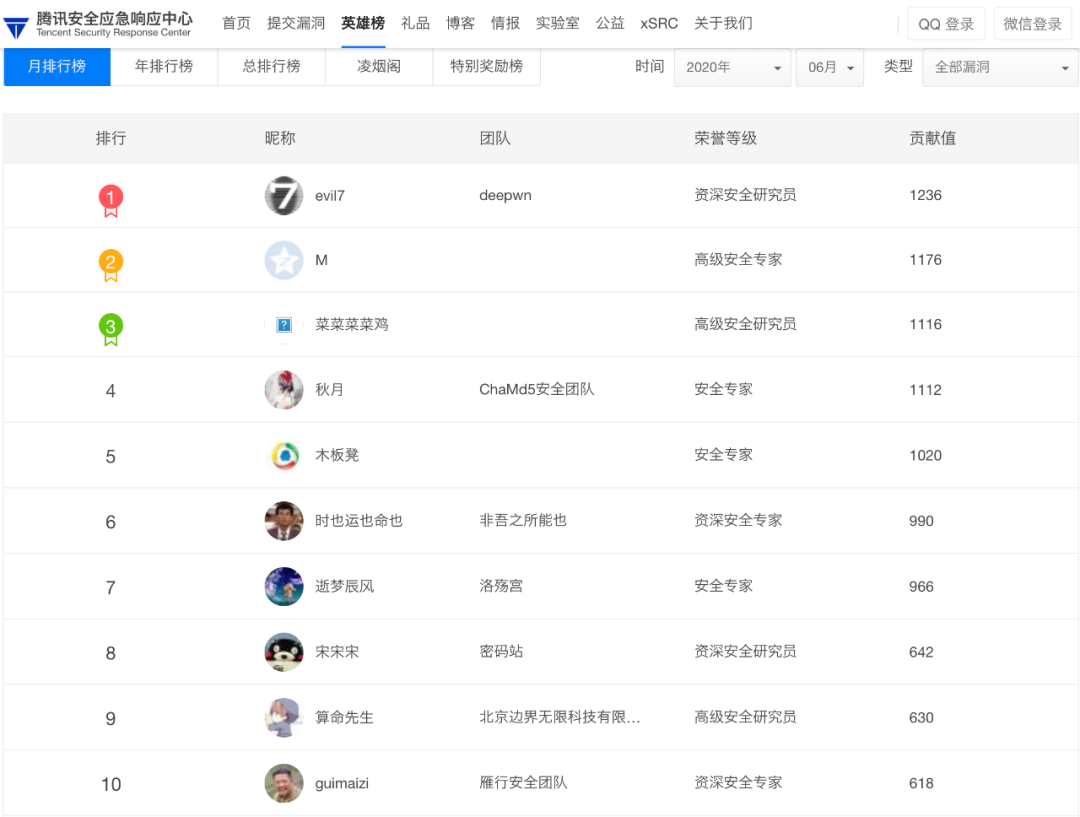 腾讯安全应急响应中心
Tencent Security Response Center
首页 提交漏洞 英雄榜 礼品 博客 情报 实验室 公益 xSRC 关于我们 QQ 登录 微信登录
月排行榜 年排行榜 总排行榜 凌烟阁 特别奖励榜 时间 2020年 06月 类型 全部漏洞
排行 昵称 团队 荣誉等级 贡献值
1 evil7 deepwn 资深安全研究员 1236
2 M 高级安全专家 1176
3 菜菜菜菜鸡 高级安全研究员 1116
4 秋月 ChaMd5安全团队 安全专家 1112
5 木板凳 安全专家 1020
6 时也运也命也 非吾之所能也 资深安全专家 990
7 逝梦辰风 洛殇宫 安全专家 966
8 宋宋宋 密码站 资深安全研究员 642
9 算命先生 北京边界无限科技有限... 高级安全研究员 630
10 guimaizi 雁行安全团队 资深安全专家 618